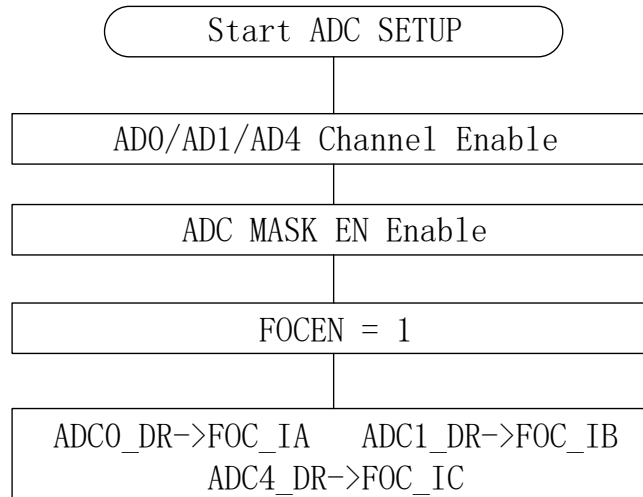 Start ADC SETUP
AD0/AD1/AD4 Channel Enable
ADC MASK EN Enable
FOCEN = 1
ADC0_DR->FOC_IA ADC1_DR->FOC_IB
ADC4_DR->FOC_IC